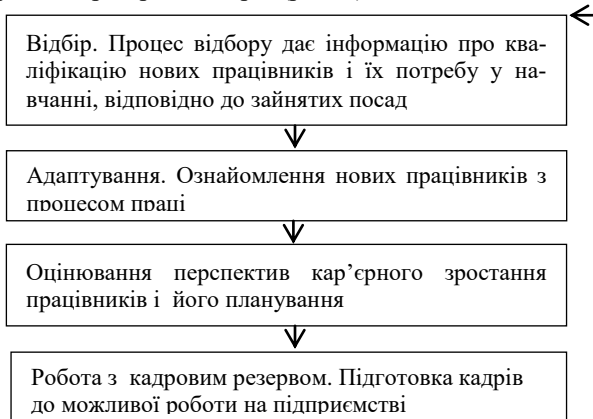 Відбір. Процес відбору дає інформацію про ква-
ліфікацію нових працівників і їх потребу у на-
вчанні, відповідно до зайнятих посад
Адаптування. Ознайомлення нових працівників з
процесом праці
Оцінювання перспектив кар’єрного зростання
працівників і його планування
Робота з кадровим резервом. Підготовка кадрів
до можливої роботи на підприємстві